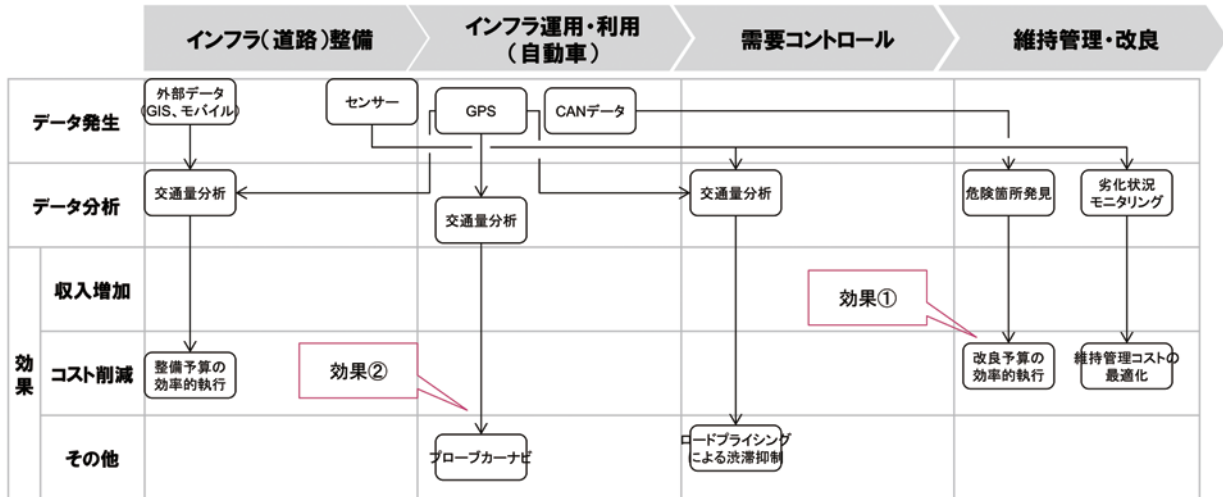 インフラ(道路)整備
インフラ運用・利用
(自動車)
需要コントロール
維持管理・改良
データ発生
外部データ
(GIS、モバイル)
センサー
GPS
CANデータ
データ分析
交通量分析
交通量分析
交通量分析
危険箇所発見
劣化状況
モニタリング
効果
収入増加
効果①
コスト削減
整備予算の
効率的執行
効果②
改良予算の
効率的執行
維持管理コストの
最適化
その他
プローブカーナビ
ロードプライシング
による渋滞抑制